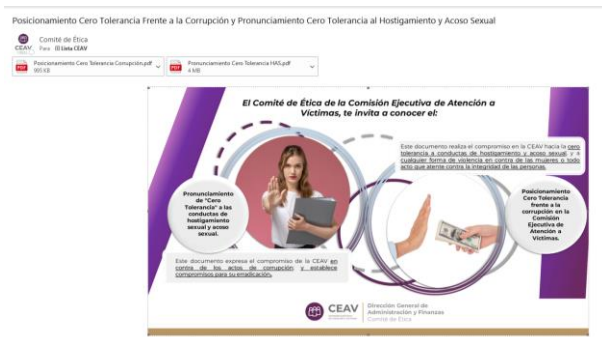 Posicionamiento Cero Tolerancia Frente a la Corrupción y Pronunciamiento Cero Tolerancia al Hostigamiento y Acoso Sexual
Comité de Ética
CEAV
Para Lista CEAV
Posicionamiento Cero Tolerancia Corrupción.pdf
995 KB
Pronunciamiento Cero Tolerancia HAS.pdf
4 MB
El Comité de Ética de la Comisión Ejecutiva de Atención a
Víctimas, te invita a conocer el:
Este documento realiza el compromiso en la CEAV hacia la cero
tolerancia a conductas de hostigamiento y acoso sexual, y a
cualquier forma de violencia en contra de las mujeres o todo
acto que atente contra la integridad de las personas.
Pronunciamiento
de "Cero
Tolerancia" a las
conductas de
hostigamiento
sexual y acoso
sexual.
Posicionamiento
Cero Tolerancia
frente a la
corrupción en la
Comisión
Ejecutiva de
Atención a
Víctimas.
Este documento expresa el compromiso de la CEAV en
contra de los actos de corrupción y establece
compromisos para su erradicación.
CEAV
Dirección General de
Administración y Finanzas
Comité de Ética